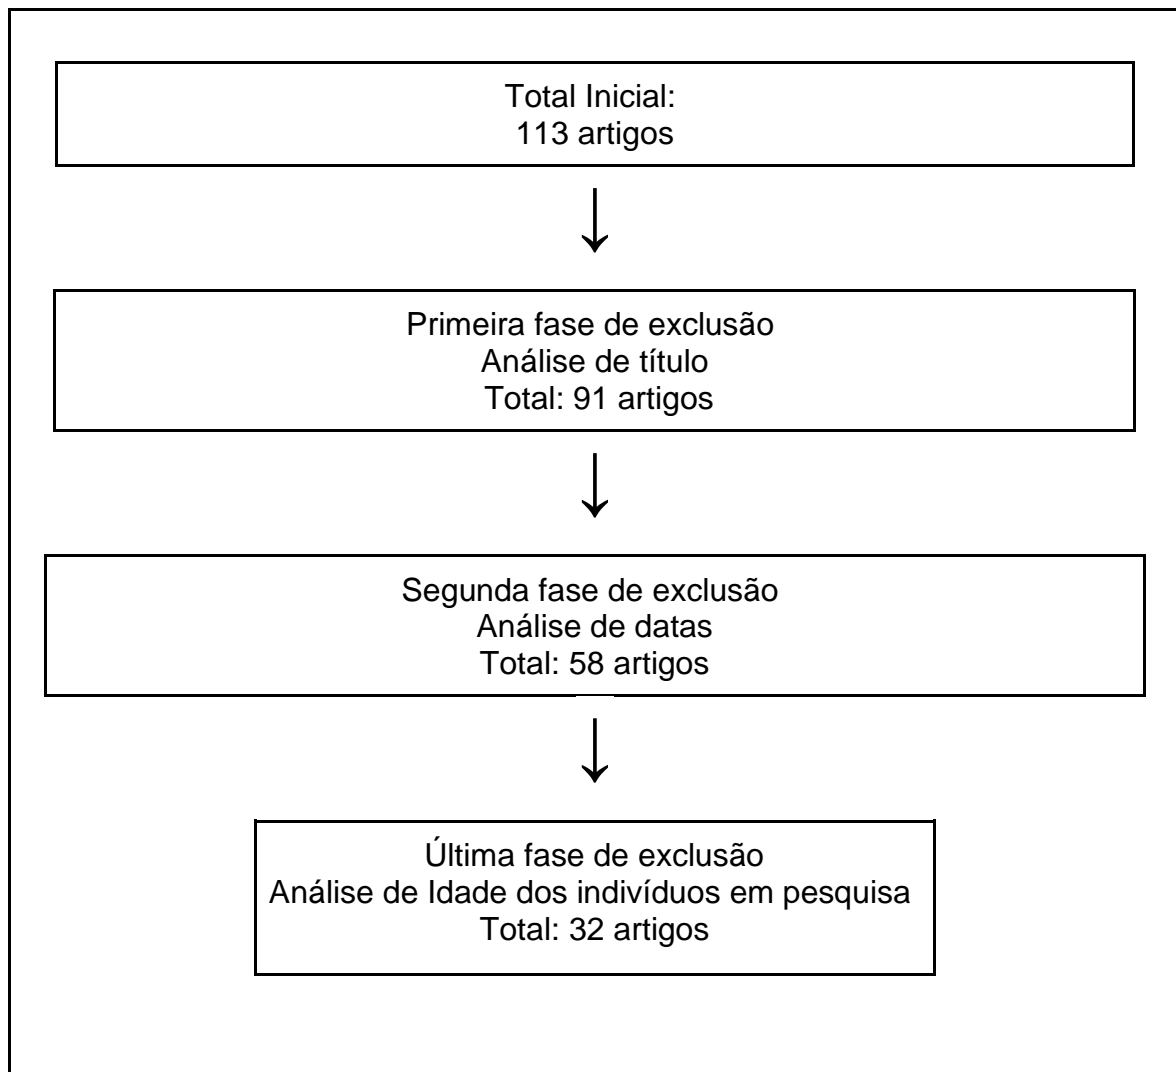 Total Inicial:
113 artigos
Primeira fase de exclusão
Análise de título
Total: 91 artigos
Segunda fase de exclusão
Análise de datas
Total: 58 artigos
Última fase de exclusão
Análise de Idade dos indivíduos em pesquisa
Total: 32 artigos